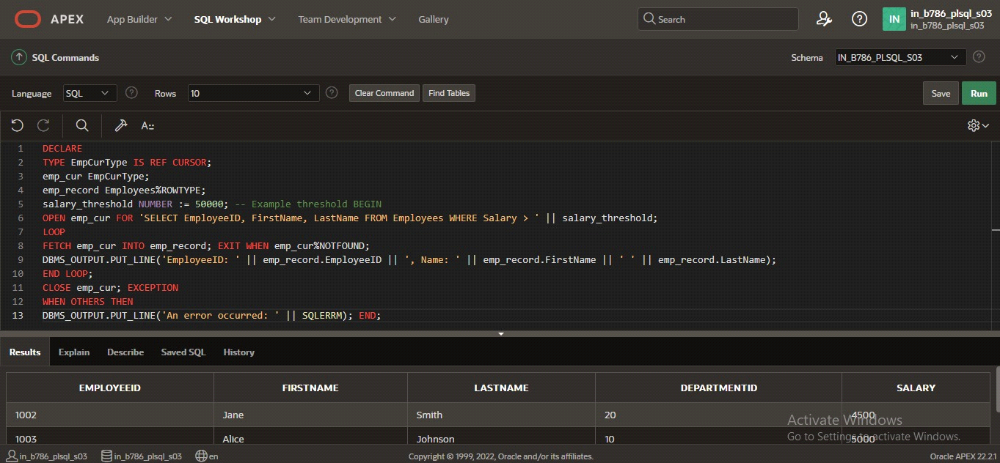 APEX App Builder SQL Workshop Team Development Gallery Search IN in_b786_plsql_s03
in_b786_plsql_s03
SQL Commands Schema IN_B786_PLSQL_S03
Language SQL Rows 10 Clear Command Find Tables Save Run
A::
1 DECLARE
2 TYPE EmpCurType IS REF CURSOR;
3 emp_cur EmpCurType;
4 emp_record Employees%ROWTYPE;
5 salary_threshold NUMBER := 50000; -- Example threshold BEGIN
6 OPEN emp_cur FOR 'SELECT EmployeeID, FirstName, LastName FROM Employees WHERE Salary > ' || salary_threshold;
7 LOOP
8 FETCH emp_cur INTO emp_record; EXIT WHEN emp_cur%NOTFOUND;
9 DBMS_OUTPUT.PUT_LINE('EmployeeID: ' || emp_record.EmployeeID || ', Name: ' || emp_record.FirstName || ' ' || emp_record.LastName);
10 END LOOP;
11 CLOSE emp_cur; EXCEPTION
12 WHEN OTHERS THEN
13 DBMS_OUTPUT.PUT_LINE('An error occurred: ' || SQLERRM); END;
Results Explain Describe Saved SQL History
EMPLOYEEID FIRSTNAME LASTNAME DEPARTMENTID SALARY
1002 Jane Smith 20 4500
Activate Windows
1003 Alice Johnson 10 5000
Go to Settings to activate Windows.
in_b786_plsql_s03 in_b786_plsql_s03 en Copyright © 1999, 2022, Oracle and/or its affiliates. Oracle APEX 22.2.1